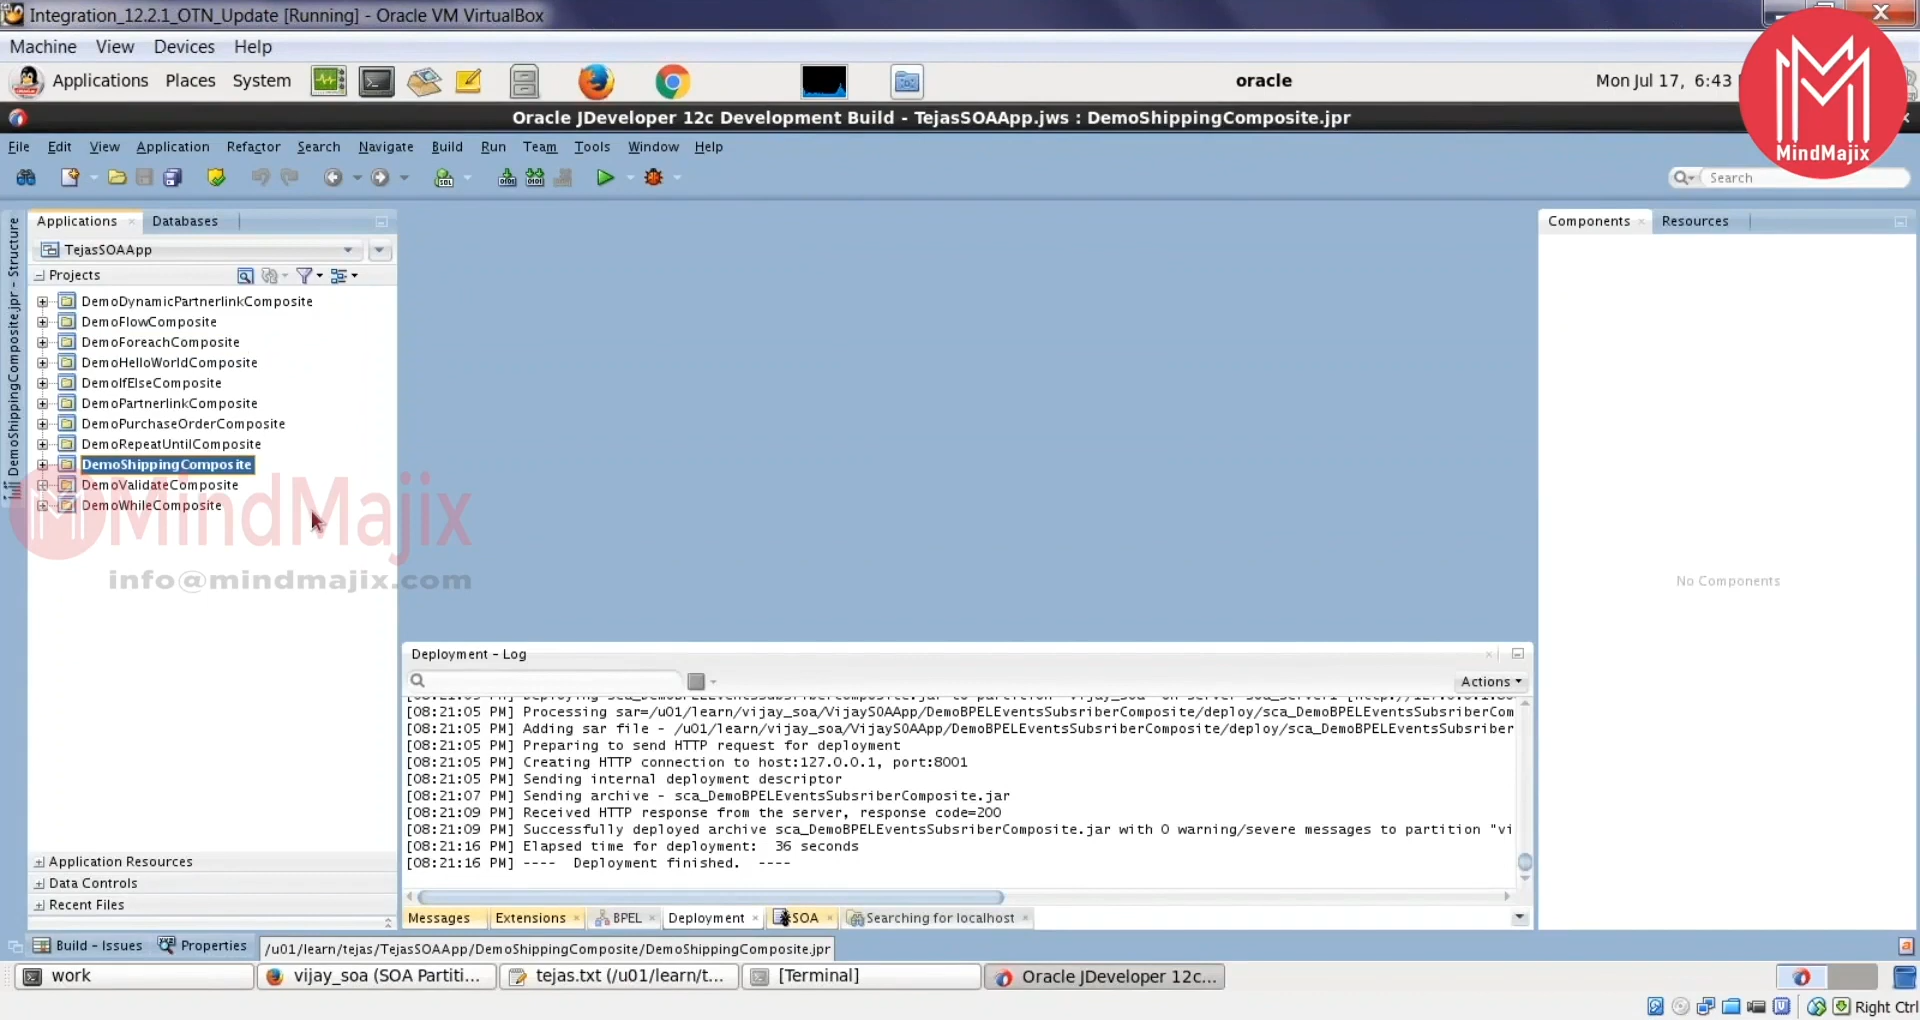 Integration_12.2.1_OTN_Update [Running] - Oracle VM VirtualBox
Machine View Devices Help
Applications Places System oracle Mon Jul 17, 6:43
MindMajix
Oracle JDeveloper 12c Development Build - TejasSOAApp.jws : DemoShippingComposite.jpr
File Edit View Application Refactor Search Navigate Build Run Team Tools Window Help
Search
DemoShippingComposite.jpr - Structure
Applications Databases
TejasSOAApp
Projects
DemoDynamicPartnerlinkComposite
DemoFlowComposite
DemoForeachComposite
DemoHelloWorldComposite
DemoIfElseComposite
DemoPartnerlinkComposite
DemoPurchaseOrderComposite
DemoRepeatUntilComposite
DemoShippingComposite
DemoValidateComposite
DemoWhileComposite
MindMajix
info@mindmajix.com
Application Resources
Data Controls
Recent Files
Components Resources
No Components
Deployment - Log
Actions
[08:21:05 PM] Processing sar=/u01/learn/vijay_soa/VijaySOAApp/DemoBPELEventsSubsriberComposite/deploy/sca_DemoBPELEventsSubsriberCom
[08:21:05 PM] Adding sar file - /u01/learn/vijay_soa/VijaySOAApp/DemoBPELEventsSubsriberComposite/deploy/sca_DemoBPELEventsSubsriber
[08:21:05 PM] Preparing to send HTTP request for deployment
[08:21:05 PM] Creating HTTP connection to host:127.0.0.1, port:8001
[08:21:05 PM] Sending internal deployment descriptor
[08:21:07 PM] Sending archive - sca_DemoBPELEventsSubsriberComposite.jar
[08:21:09 PM] Received HTTP response from the server, response code=200
[08:21:09 PM] Successfully deployed archive sca_DemoBPELEventsSubsriberComposite.jar with 0 warning/severe messages to partition "vi
[08:21:16 PM] Elapsed time for deployment: 36 seconds
[08:21:16 PM] ---- Deployment finished. ----
Messages Extensions BPEL Deployment SOA Searching for localhost
Build - Issues Properties /u01/learn/tejas/TejasSOAApp/DemoShippingComposite/DemoShippingComposite.jpr
work vijay_soa (SOA Partiti... tejas.txt (/u01/learn/t... [Terminal] Oracle JDeveloper 12c...
Right Ctrl